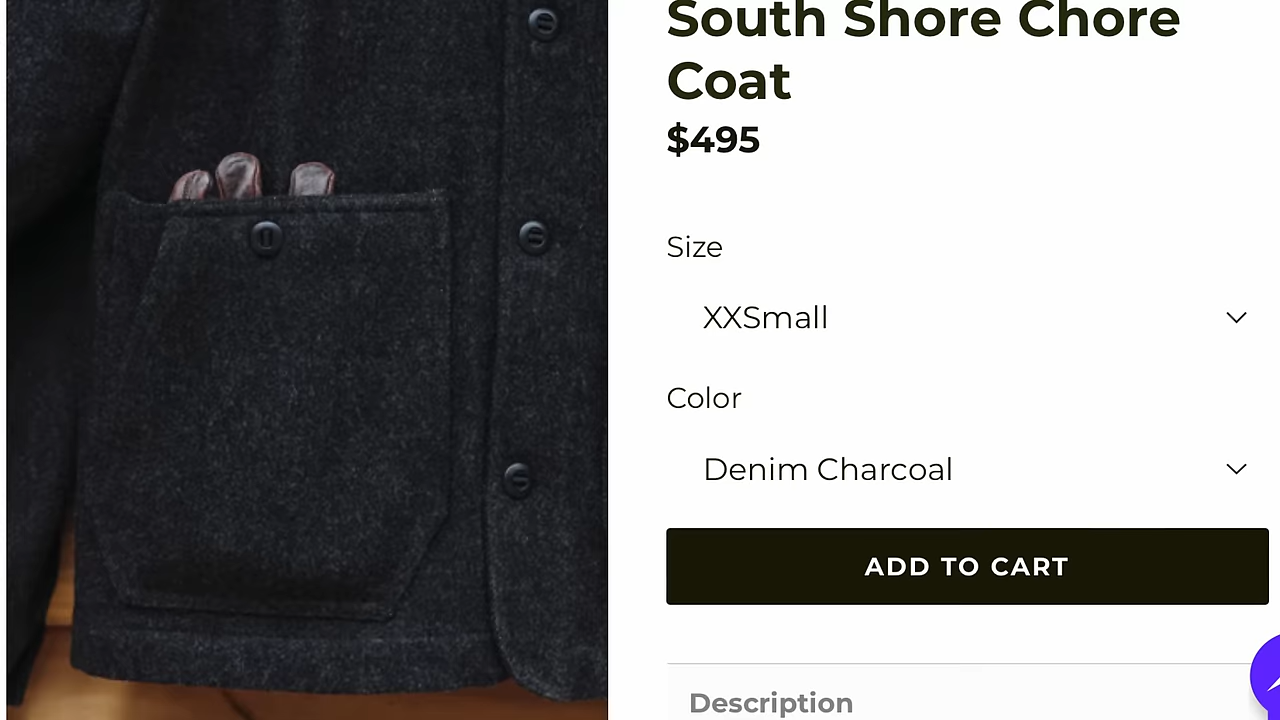 South Shore Chore
Coat
$495
Size
XXSmall
Color
Denim Charcoal
ADD TO CART
Description